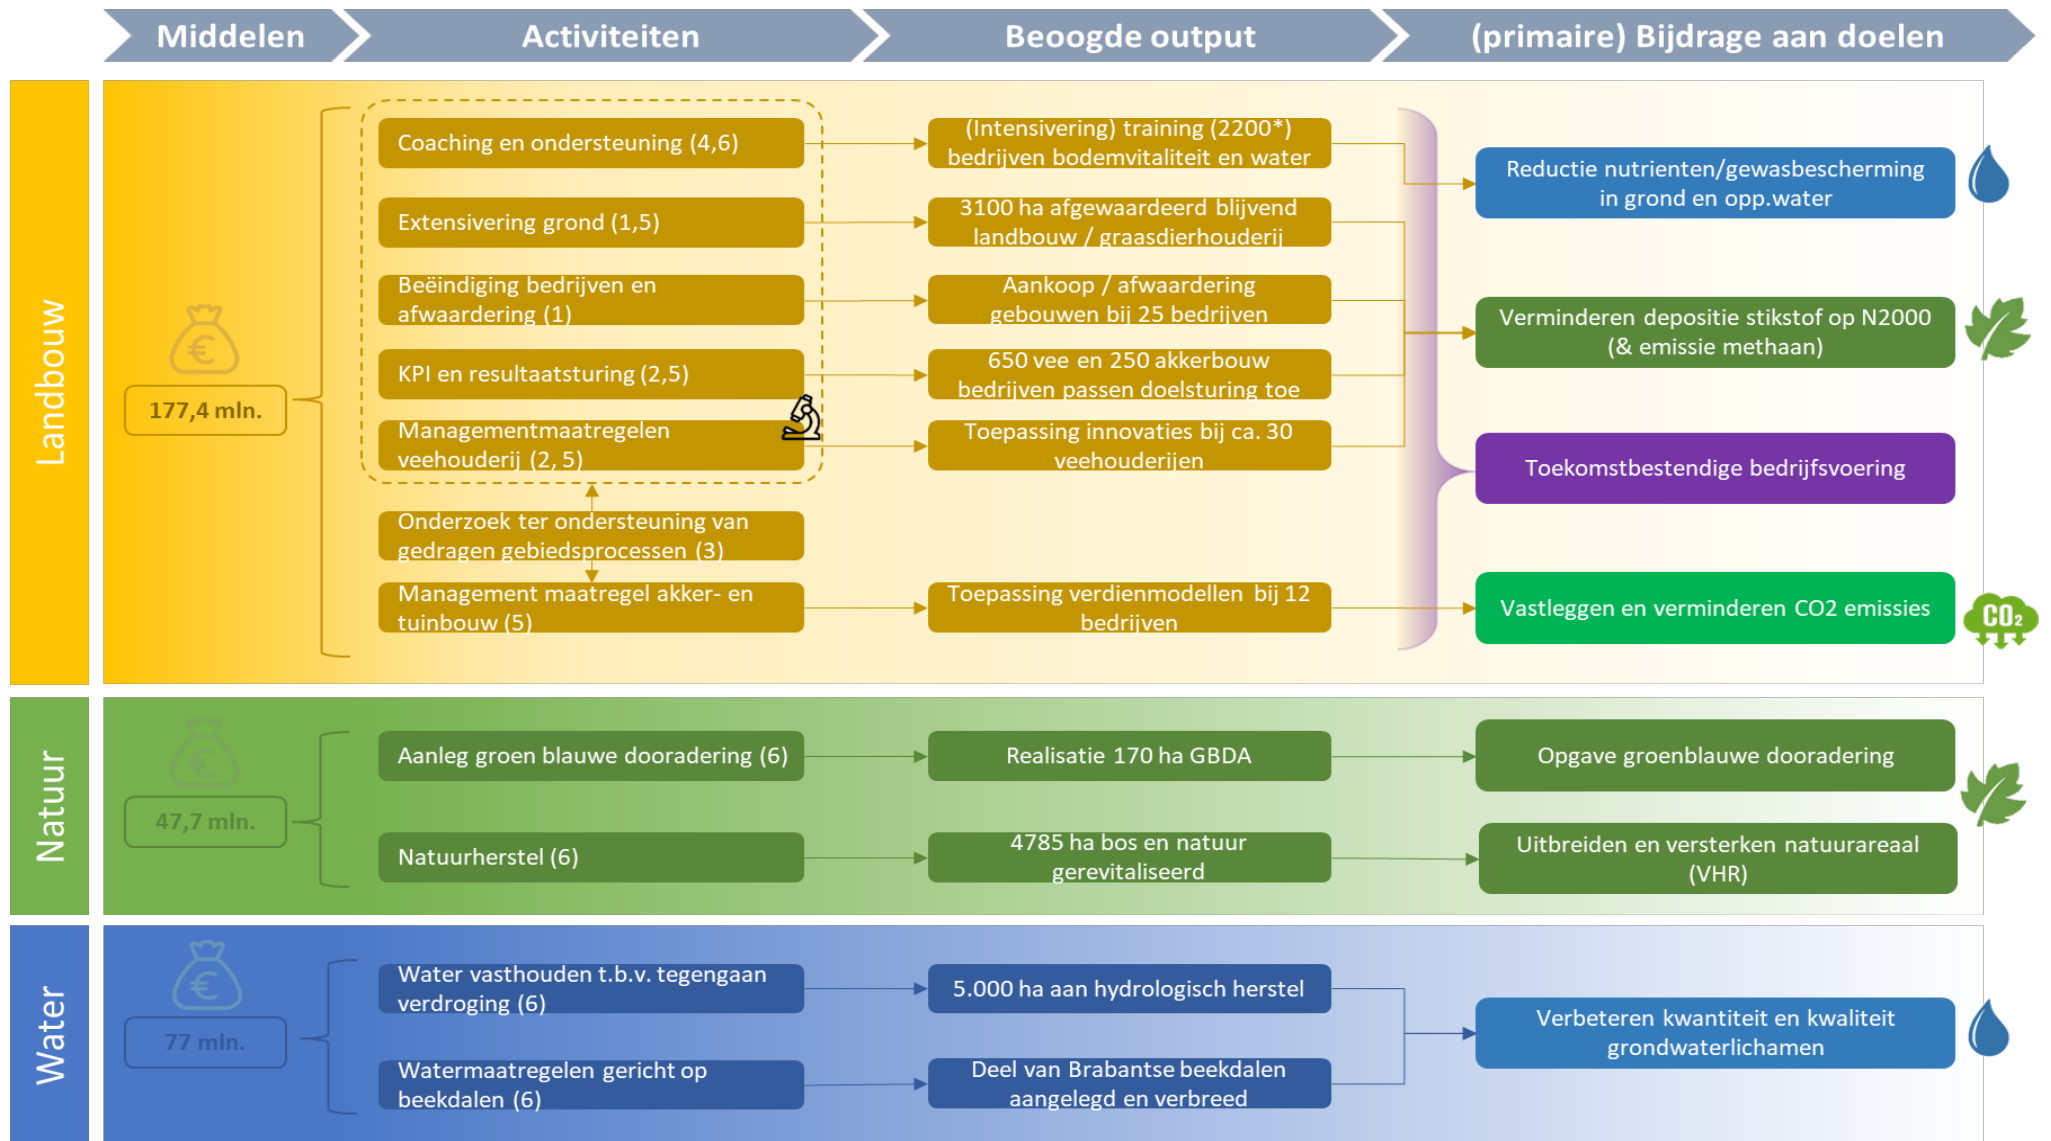 Middelen
Activiteiten
Beoogde output
(primaire) Bijdrage aan doelen
Landbouw
€
177,4 mln.
Coaching en ondersteuning (4,6)
(Intensivering) training (2200*)
bedrijven bodemvitaliteit en water
Reductie nutrienten/gewasbescherming
in grond en opp.water
Extensivering grond (1,5)
3100 ha afgewaardeerd blijvend
landbouw / graasdierhouderij
Beëindiging bedrijven en
afwaardering (1)
Aankoop / afwaardering
gebouwen bij 25 bedrijven
Verminderen depositie stikstof op N2000
(& emissie methaan)
KPI en resultaatsturing (2,5)
650 vee en 250 akkerbouw
bedrijven passen doelsturing toe
Managementmaatregelen
veehouderij (2, 5)
Toepassing innovaties bij ca. 30
veehouderijen
Toekomstbestendige bedrijfsvoering
Onderzoek ter ondersteuning van
gedragen gebiedsprocessen (3)
Management maatregel akker- en
tuinbouw (5)
Toepassing verdienmodellen bij 12
bedrijven
Vastleggen en verminderen CO2 emissies
CO₂
Natuur
€
47,7 mln.
Aanleg groen blauwe dooradering (6)
Realisatie 170 ha GBDA
Opgave groenblauwe dooradering
Natuurherstel (6)
4785 ha bos en natuur
gerevitaliseerd
Uitbreiden en versterken natuurareaal
(VHR)
Water
€
77 mln.
Water vasthouden t.b.v. tegengaan
verdroging (6)
5.000 ha aan hydrologisch herstel
Verbeteren kwantiteit en kwaliteit
grondwaterlichamen
Watermaatregelen gericht op
beekdalen (6)
Deel van Brabantse beekdalen
aangelegd en verbreed